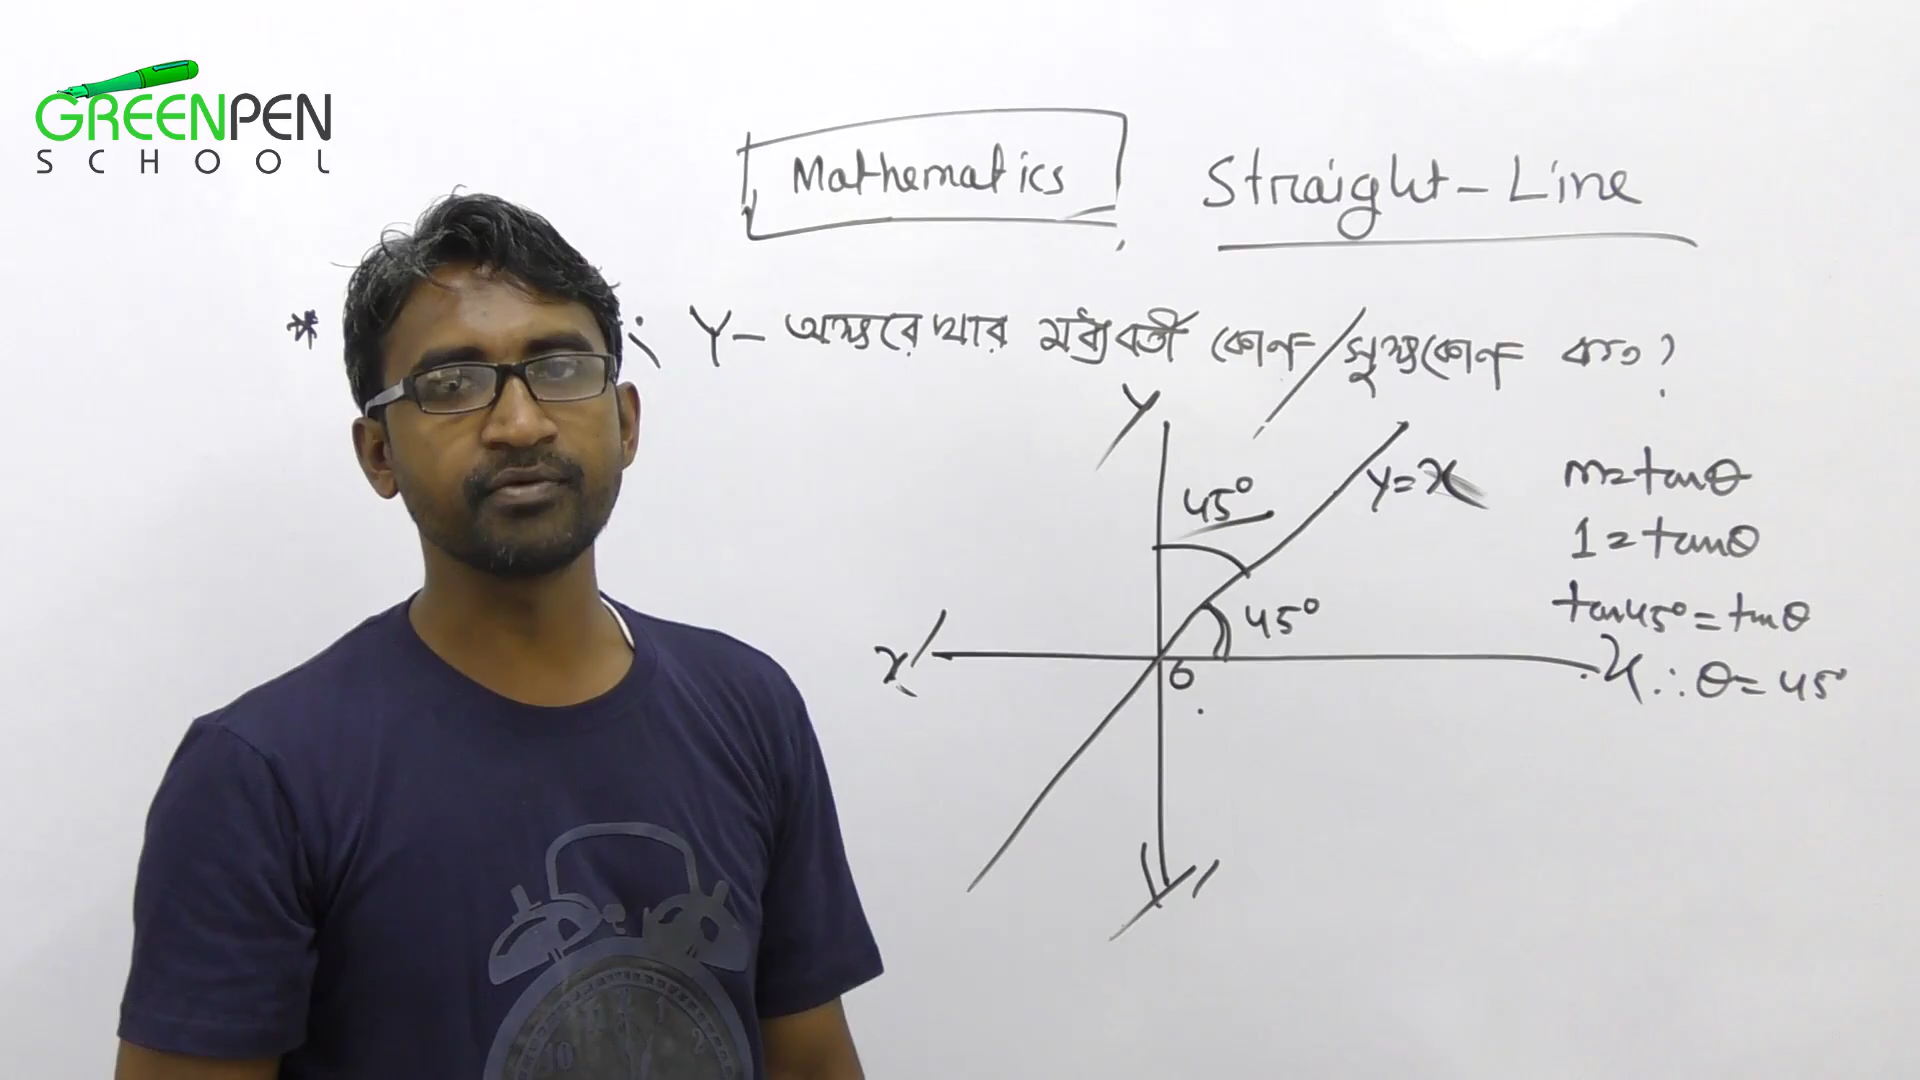 GREENPEN
SCHOOL
Mathematics
Straight-Line
* ; Y-অক্ষরেখার মধ্যবর্তী কোণ/সূক্ষ্মকোণ কত?
Y
45°
y=x
m=tanθ
1=tanθ
45°
tan45°=tanθ
x'
O
X
∴θ=45°
y'
10